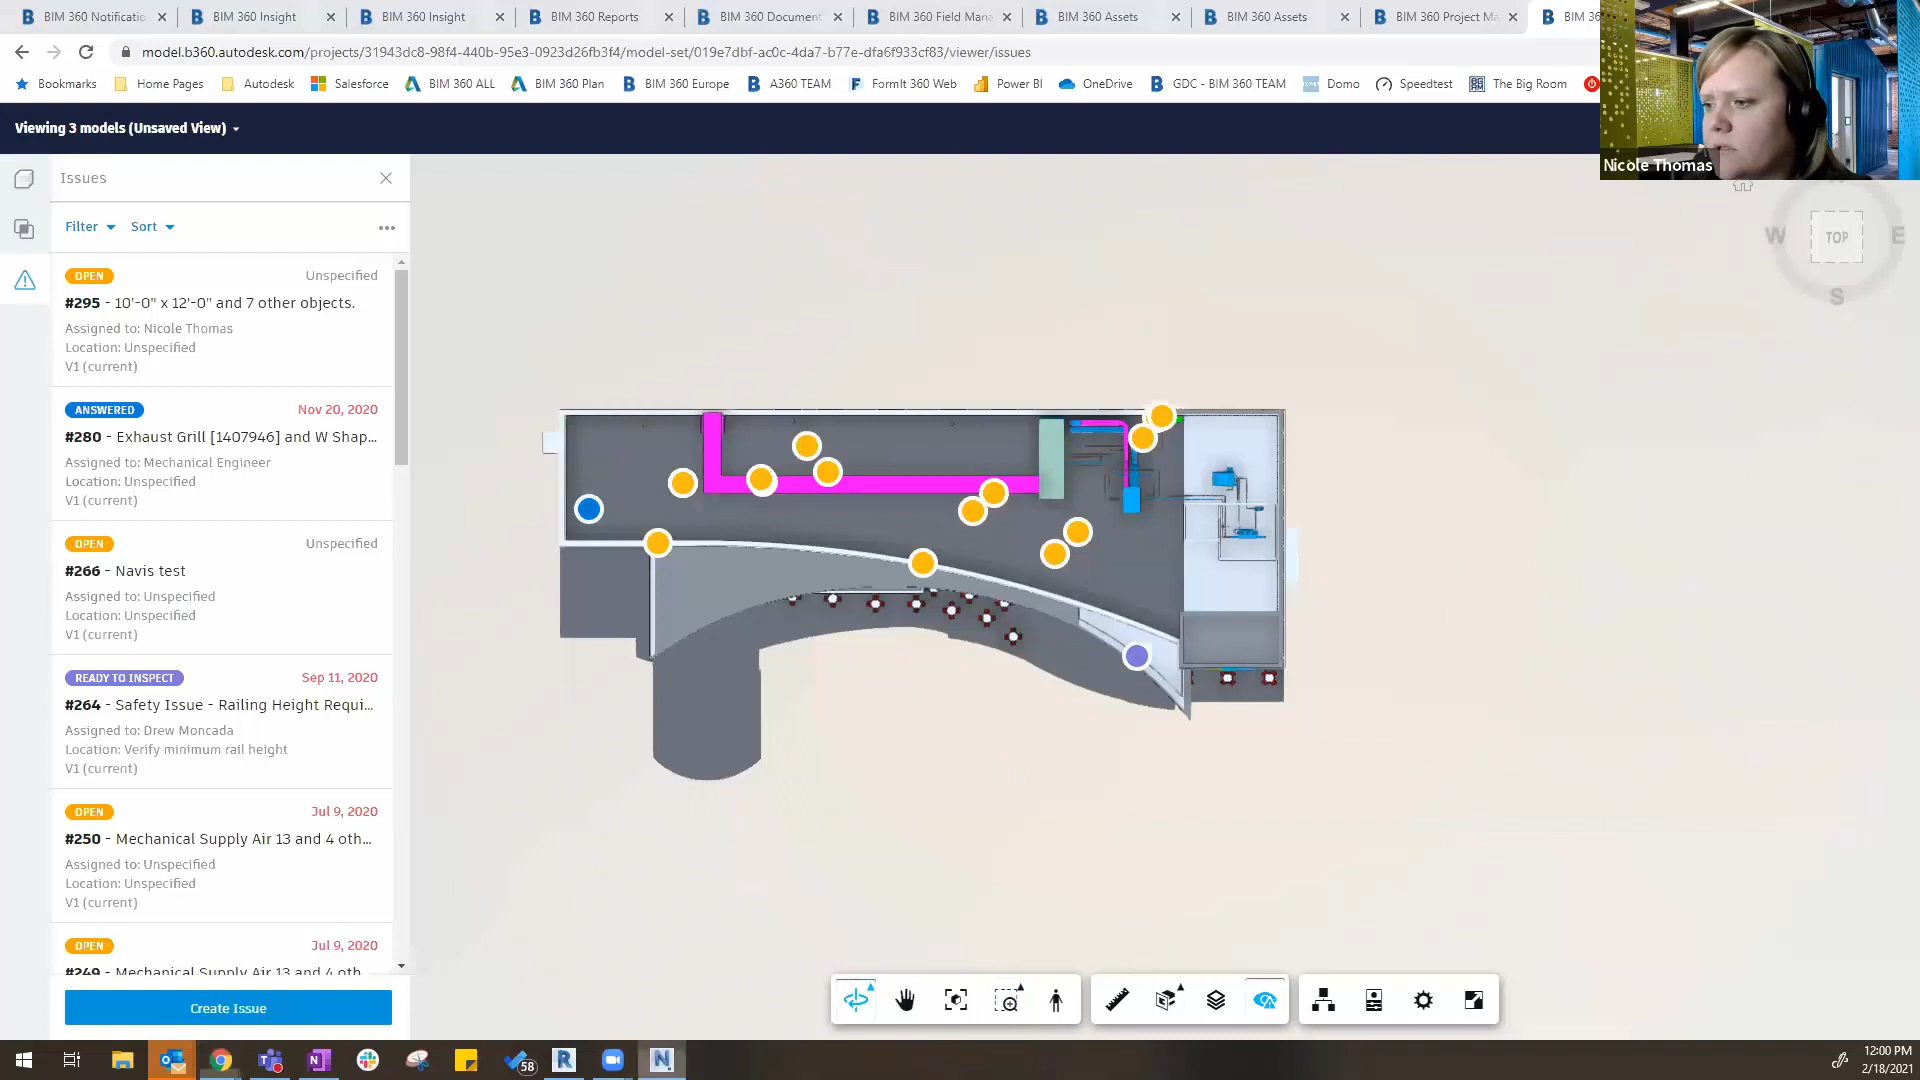 BIM 360 Notificatio
BIM 360 Insight
BIM 360 Insight
BIM 360 Reports
BIM 360 Document
BIM 360 Field Mana
BIM 360 Assets
BIM 360 Assets
BIM 360 Project Ma
BIM 36
model.b360.autodesk.com/projects/31943dc8-98f4-440b-95e3-0923d26fb3f4/model-set/019e7dbf-ac0c-4da7-b77e-dfa6f933cf83/viewer/issues
Bookmarks
Home Pages
Autodesk
Salesforce
BIM 360 ALL
BIM 360 Plan
BIM 360 Europe
A360 TEAM
FormIt 360 Web
Power BI
OneDrive
GDC - BIM 360 TEAM
Domo
Speedtest
The Big Room
Nicole Thomas
Viewing 3 models (Unsaved View)
Issues
Filter
Sort
OPEN Unspecified
#295 - 10'-0" x 12'-0" and 7 other objects.
Assigned to: Nicole Thomas
Location: Unspecified
V1 (current)
ANSWERED Nov 20, 2020
#280 - Exhaust Grill [1407946] and W Shap...
Assigned to: Mechanical Engineer
Location: Unspecified
V1 (current)
OPEN Unspecified
#266 - Navis test
Assigned to: Unspecified
Location: Unspecified
V1 (current)
READY TO INSPECT Sep 11, 2020
#264 - Safety Issue - Railing Height Requi...
Assigned to: Drew Moncada
Location: Verify minimum rail height
V1 (current)
OPEN Jul 9, 2020
#250 - Mechanical Supply Air 13 and 4 oth...
Assigned to: Unspecified
Location: Unspecified
V1 (current)
OPEN Jul 9, 2020
#249 - Mechanical Supply Air 13 and 4 oth
Create Issue
W TOP E
S
58
12:00 PM
2/18/2021